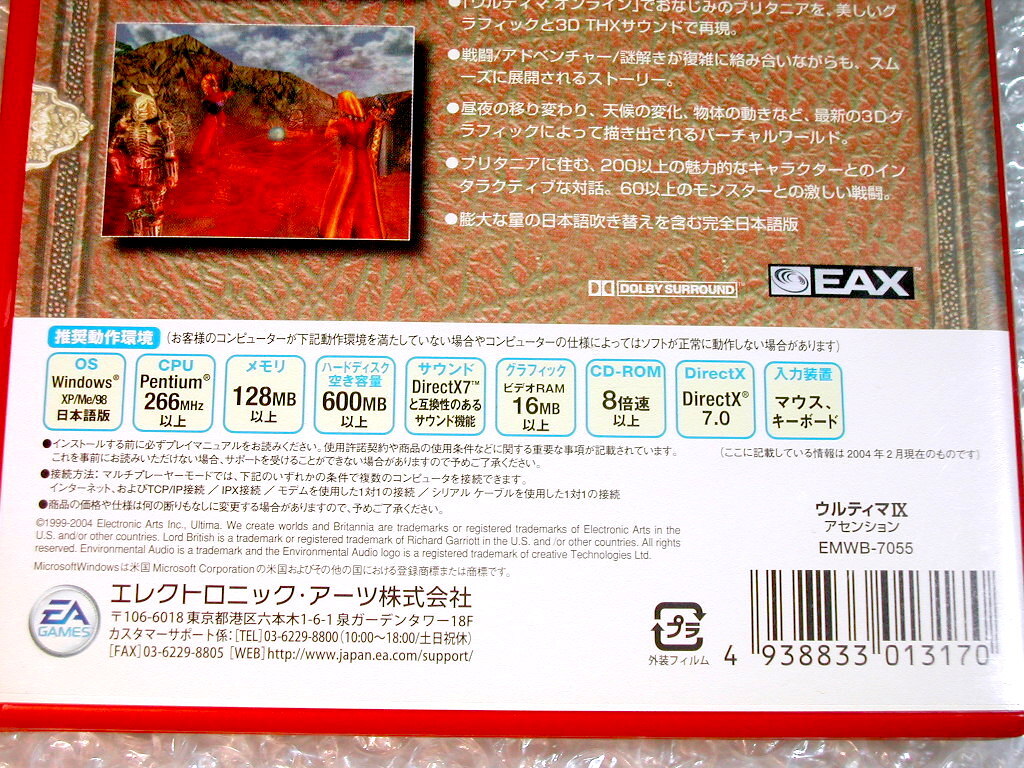 ●「ウルティマ オンライン」でおなじみのブリタニアを、美しいグ
ラフィックと3D THXサウンドで再現。
●戦闘/アドベンチャー/謎解きが複雑に絡み合いながらも、スム
ーズに展開されるストーリー。
●昼夜の移り変わり、天候の変化、物体の動きなど、最新の3Dグ
ラフィックによって描き出されるバーチャルワールド。
●ブリタニアに住む、200以上の魅力的なキャラクターとのイン
タラクティブな対話。60以上のモンスターとの激しい戦闘。
●膨大な量の日本語吹き替えを含む完全日本語版
DOLBY SURROUND
EAX
推奨動作環境 (お客様のコンピューターが下記動作環境を満たしていない場合やコンピューターの仕様によってはソフトが正常に動作しない場合があります)
OS
Windows®
XP/Me/98
日本語版
CPU
Pentium®
266MHz
以上
メモリ
128MB
以上
ハードディスク
空き容量
600MB
以上
サウンド
DirectX7™
と互換性のある
サウンド機能
グラフィック
ビデオRAM
16MB
以上
CD-ROM
8倍速
以上
DirectX
DirectX®
7.0
入力装置
マウス、
キーボード
●インストールする前に必ずプレイマニュアルをお読みください。使用許諾契約や商品の使用条件などに関する重要な事項が記載されています。
これを事前にお読みいただけない場合、サポートを受けることができない場合がありますので予めご了承ください。
(ここに記載している情報は2004年2月現在のものです)
●接続方法: マルチプレーヤーモードでは、下記のいずれかの条件で複数のコンピュータを接続できます。
インターネット、およびTCP/IP接続 / IPX接続 / モデムを使用した1対1の接続 / シリアル ケーブルを使用した1対1の接続
●商品の価格や仕様は何の断りもなしに変更する場合がありますので、予めご了承ください。
©1999-2004 Electronic Arts Inc., Ultima. We create worlds and Britannia are trademarks or registered trademarks of Electronic Arts in the
U.S. and/or other countries. Lord British is a trademark or registered trademark of Richard Garriott in the U.S. and /or other countries. All rights
reserved. Environmental Audio is a trademark and the Environmental Audio logo is a registered trademark of creative Technologies Ltd.
MicrosoftWindowsは米国 Microsoft Corporation の米国およびその他の国における登録商標または商標です。
ウルティマIX
アセンション
EMWB-7055
EA
GAMES
エレクトロニック・アーツ株式会社
〒106-6018 東京都港区六本木1-6-1 泉ガーデンタワー18F
カスタマーサポート係: [TEL] 03-6229-8800 (10:00~18:00/土日祝休)
[FAX] 03-6229-8805 [WEB] http://www.japan.ea.com/support/
プラ
外装フィルム
4 938833 013170